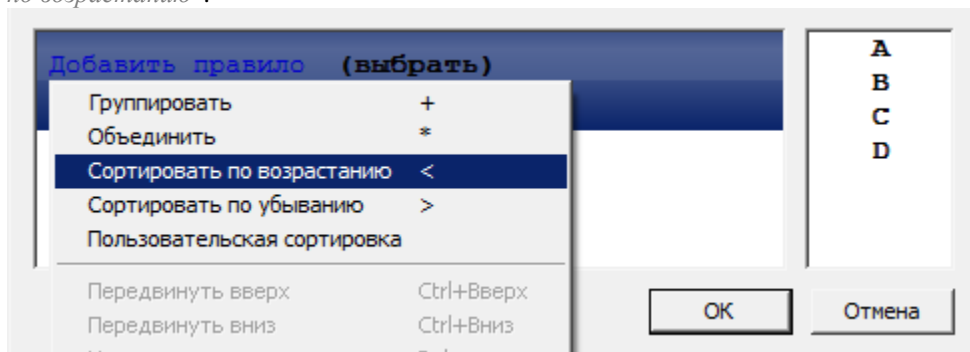 по возрастанию".
Добавить правило (выбрать)
Группировать +
Объединить *
Сортировать по возрастанию <
Сортировать по убыванию >
Пользовательская сортировка
Передвинуть вверх Ctrl+Вверх
Передвинуть вниз Ctrl+Вниз
A
B
C
D
OK
Отмена